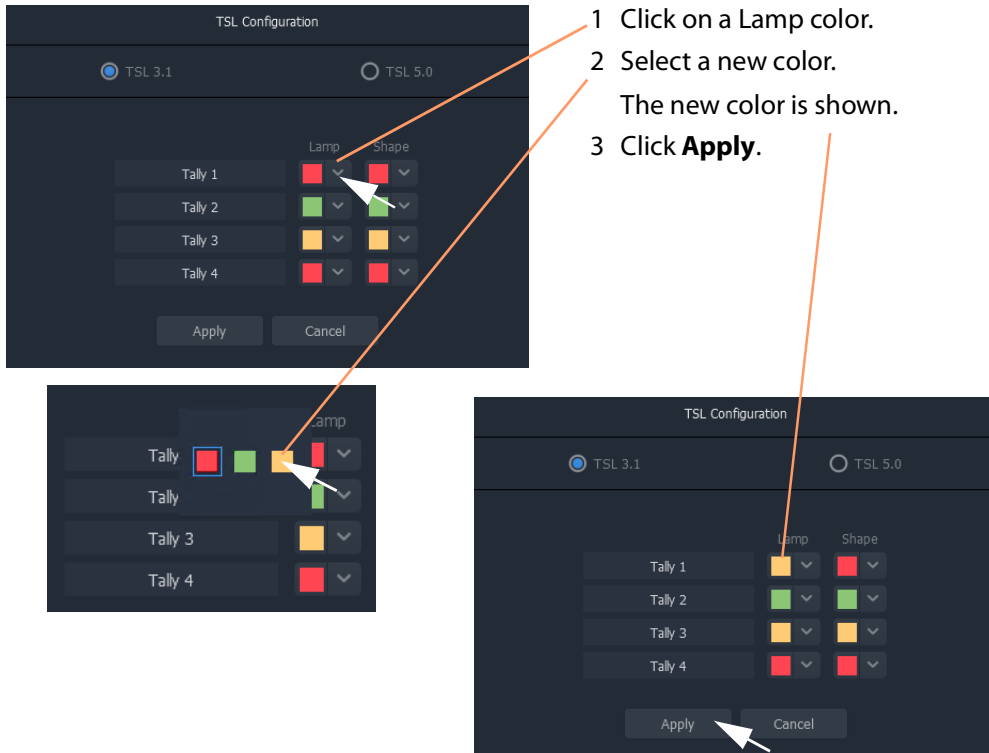 TSL Configuration
TSL 3.1 TSL 5.0
Lamp Shape
Tally 1
Tally 2
Tally 3
Tally 4
Apply Cancel
1 Click on a Lamp color.
2 Select a new color.
The new color is shown.
3 Click Apply.
Lamp
Tally
Tally
Tally 3
Tally 4
TSL Configuration
TSL 3.1 TSL 5.0
Lamp Shape
Tally 1
Tally 2
Tally 3
Tally 4
Apply Cancel